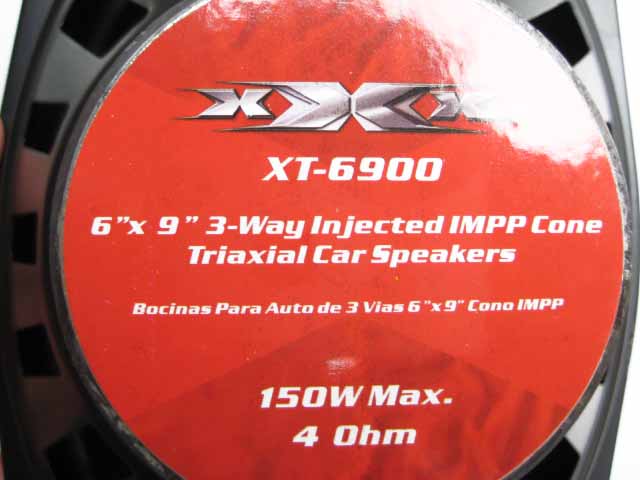 XXX
XT-6900
6"x 9" 3-Way Injected IMPP Cone
Triaxial Car Speakers
Bocinas Para Auto de 3 Vias 6"x9" Cono IMPP
150W Max.
4 Ohm